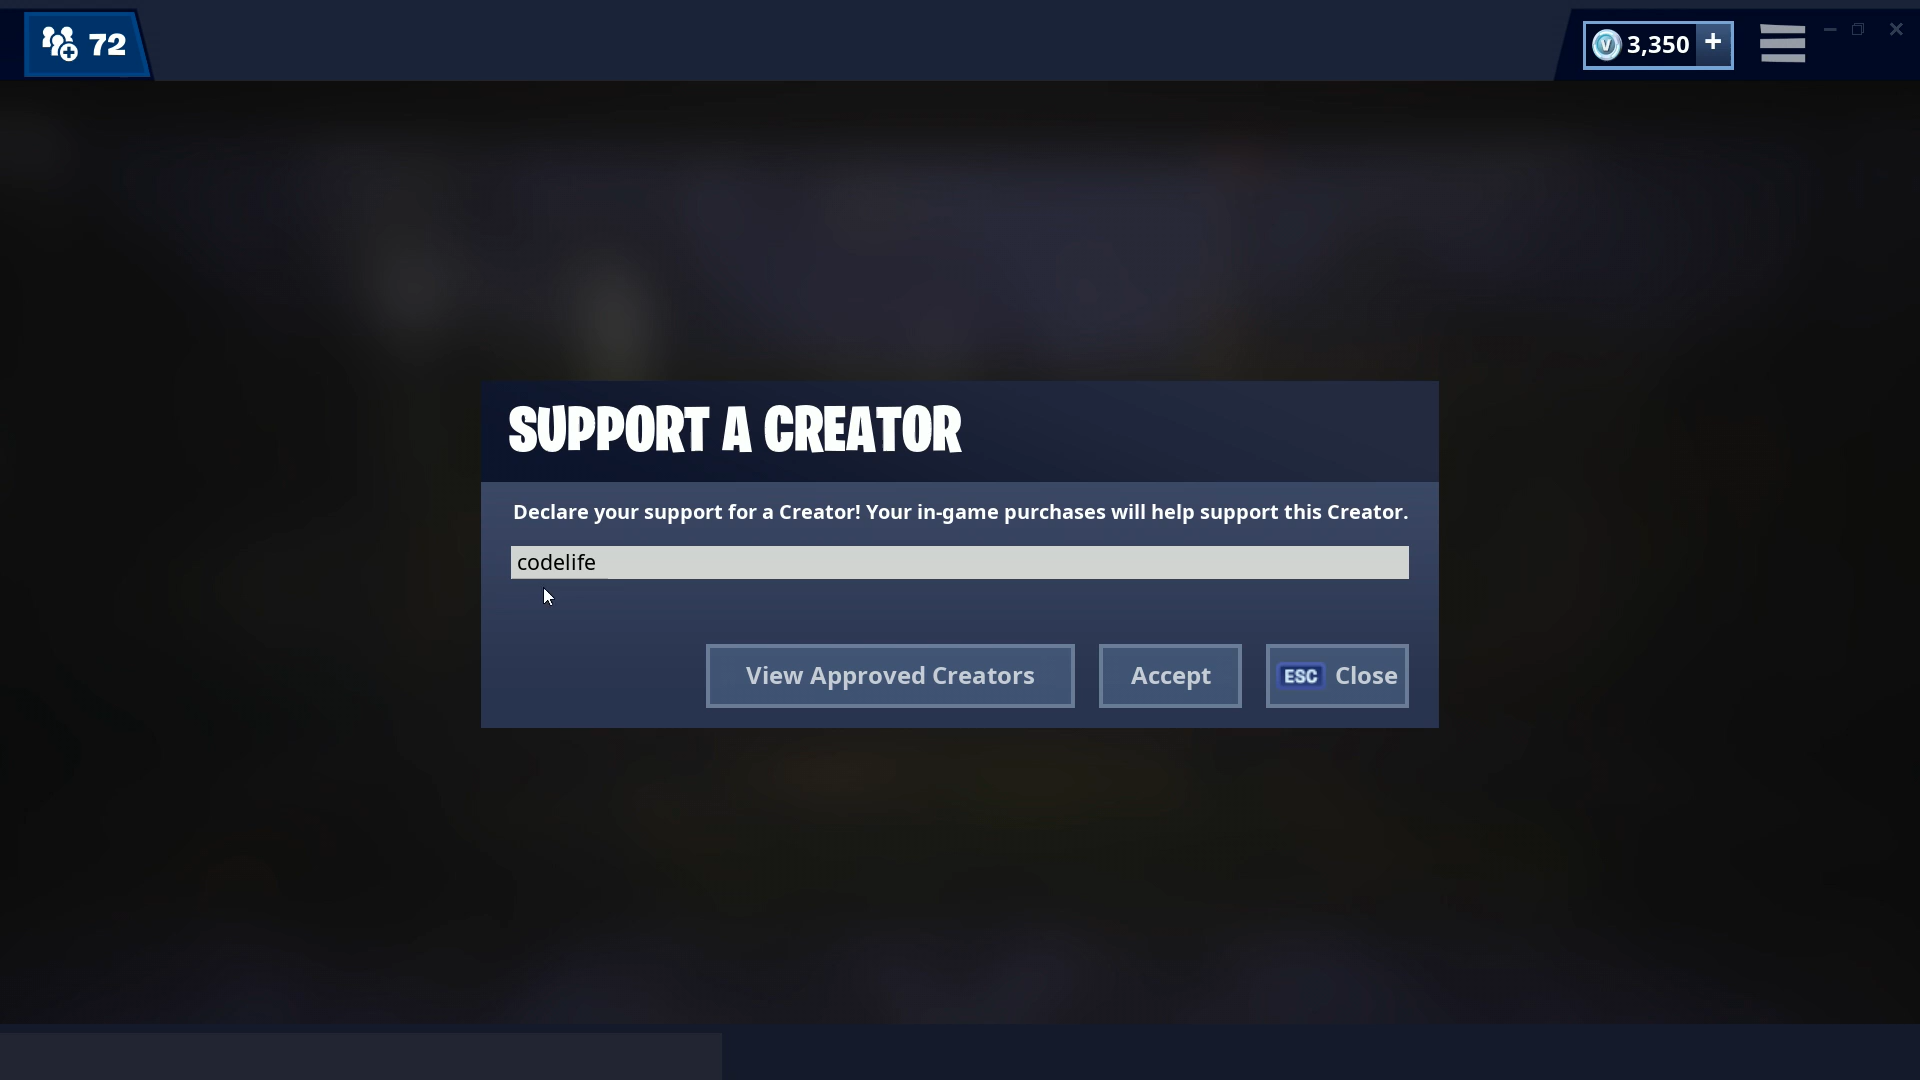 72
3,350 +
SUPPORT A CREATOR
Declare your support for a Creator! Your in-game purchases will help support this Creator.
codelife
View Approved Creators
Accept
ESC Close